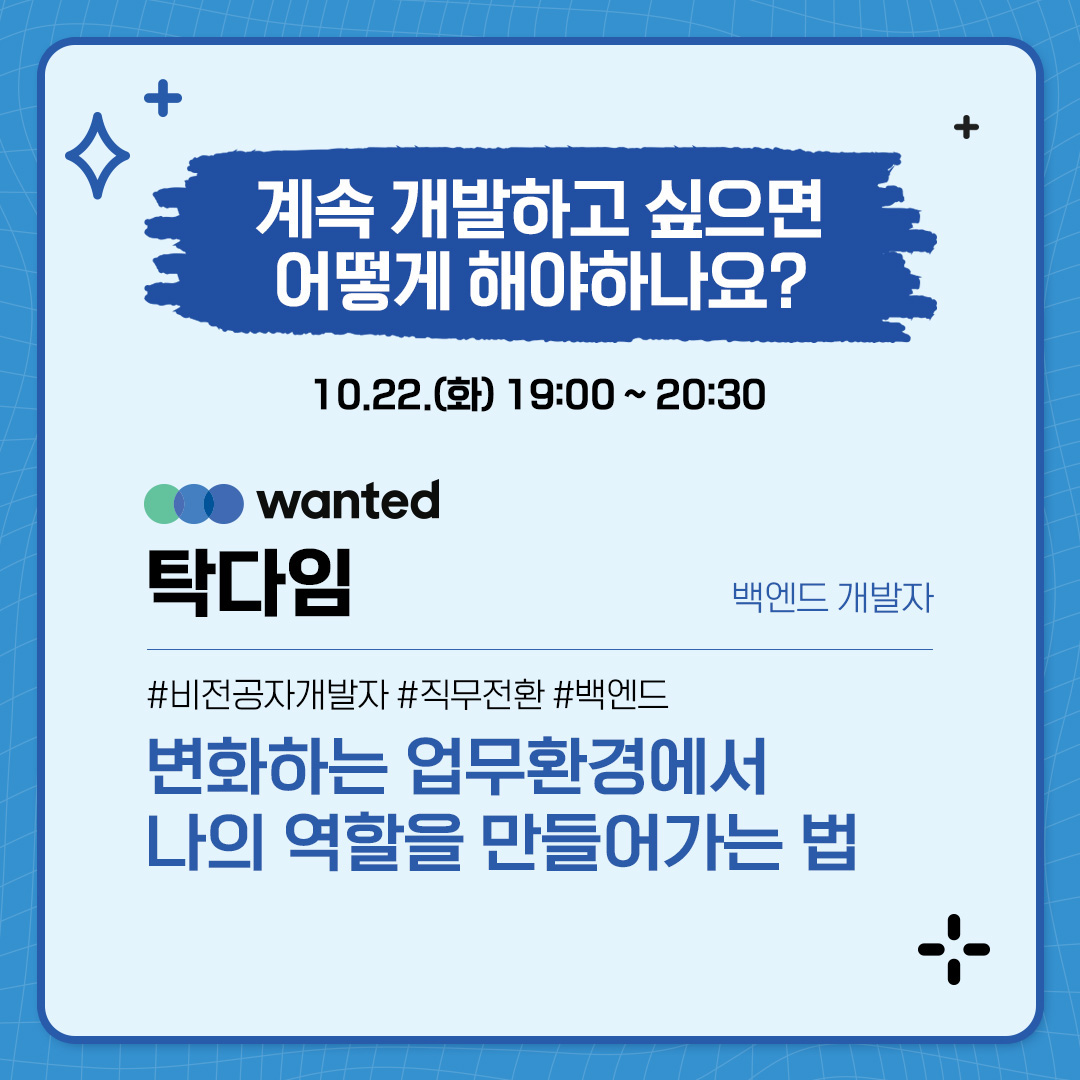 계속 개발하고 싶으면
어떻게 해야하나요?
10.22.(화) 19:00 ~ 20:30
wanted
탁다임
백엔드 개발자
#비전공자개발자 #직무전환 #백엔드
변화하는 업무환경에서
나의 역할을 만들어가는 법